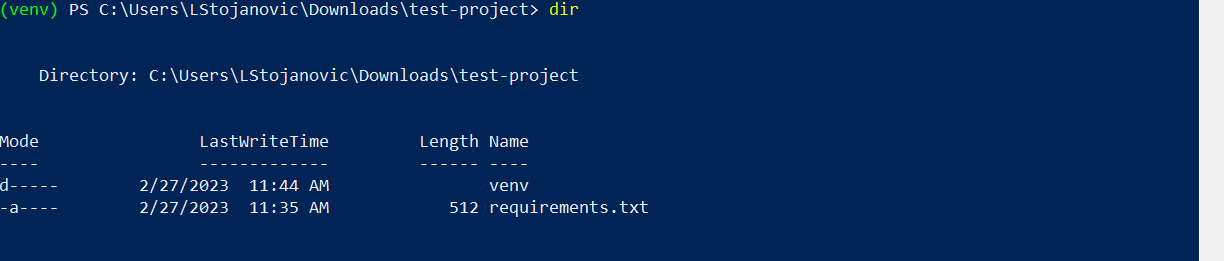 (venv) PS C:\Users\LStojanovic\Downloads\test-project> dir
Directory: C:\Users\LStojanovic\Downloads\test-project
Mode                LastWriteTime         Length Name
----                -------------         ------ ----
d-----        2/27/2023  11:44 AM                venv
-a----        2/27/2023  11:35 AM            512 requirements.txt